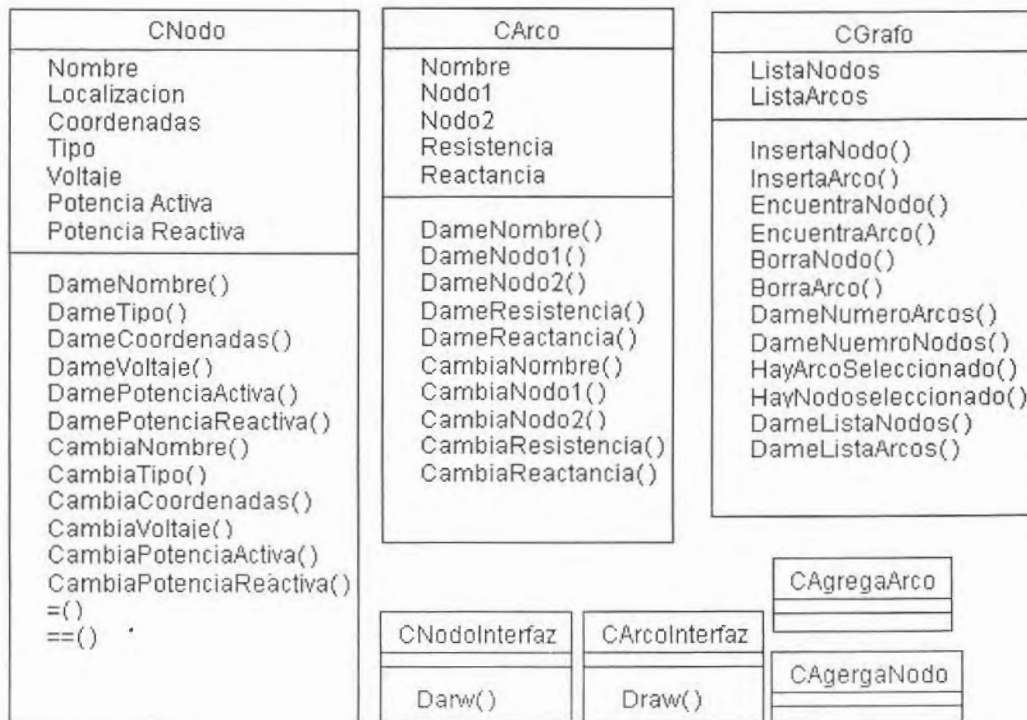 CNodo
Nombre
Localizacion
Coordenadas
Tipo
Voltaje
Potencia Activa
Potencia Reactiva
DameNombre()
DameTipo()
DameCoordenadas()
DameVoltaje()
DamePotenciaActiva()
DamePotenciaReactiva()
CambiaNombre()
CambiaTipo()
CambiaCoordenadas()
CambiaVoltaje()
CambiaPotenciaActiva()
CambiaPotenciaReactiva()
=()
==()
CArco
Nombre
Nodo1
Nodo2
Resistencia
Reactancia
DameNombre()
DameNodo1()
DameNodo2()
DameResistencia()
DameReactancia()
CambiaNombre()
CambiaNodo1()
CambiaNodo2()
CambiaResistencia()
CambiaReactancia()
CGrafo
ListaNodos
ListaArcos
InsertaNodo()
InsertaArco()
EncuentraNodo()
EncuentraArco()
BorraNodo()
BorraArco()
DameNumeroArcos()
DameNuemroNodos()
HayArcoSeleccionado()
HayNodoseleccionado()
DameListaNodos()
DameListaArcos()
CNodoInterfaz
Darw()
CArcoInterfaz
Draw()
CAgregaArco
CAgergaNodo